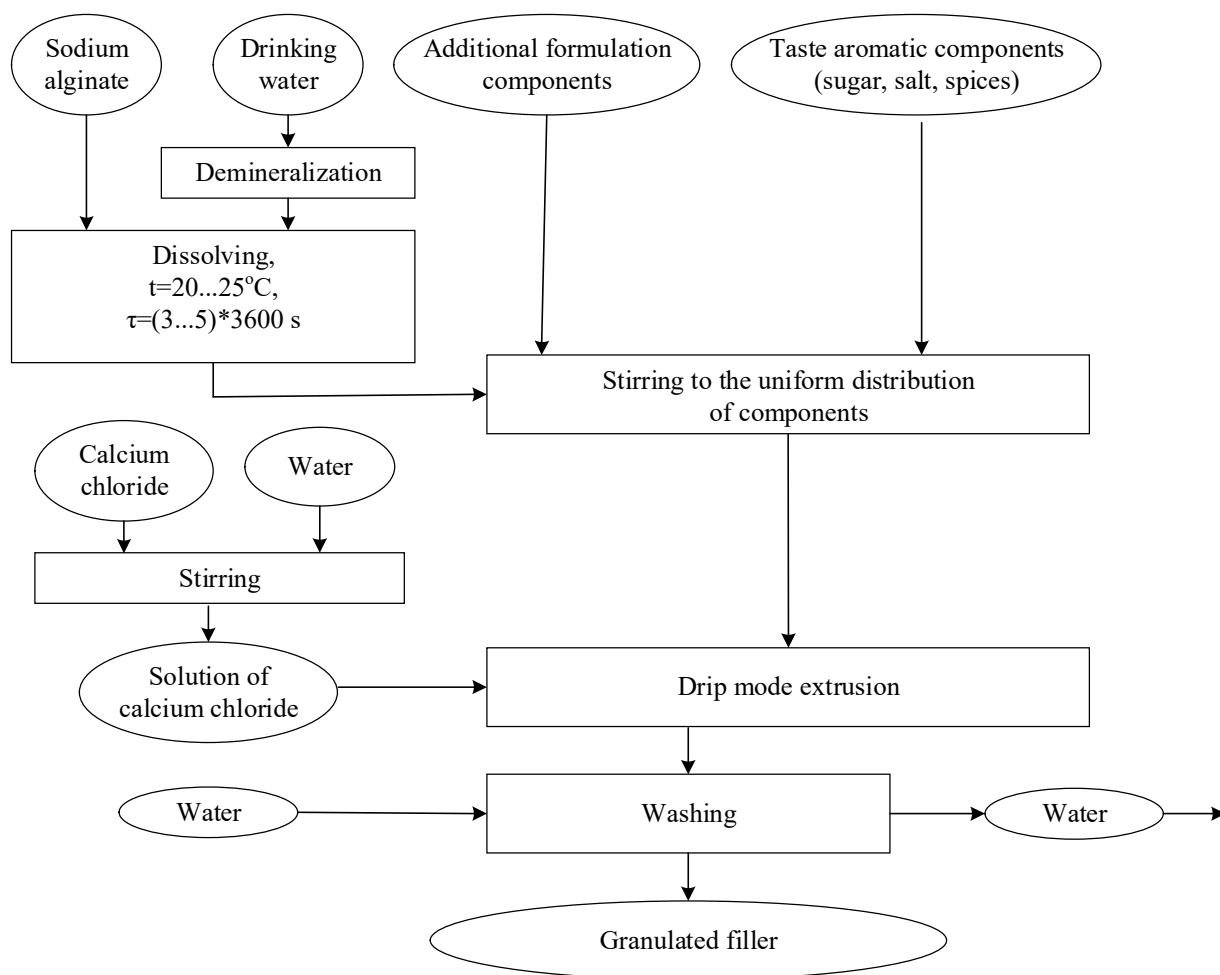 Sodium
alginate
Drinking
water
Additional formulation
components
Taste aromatic components
(sugar, salt, spices)
Demineralization
Dissolving,
t=20...25°C,
τ=(3...5)*3600 s
Stirring to the uniform distribution
of components
Calcium
chloride
Water
Stirring
Solution of
calcium chloride
Drip mode extrusion
Water
Washing
Water
Granulated filler